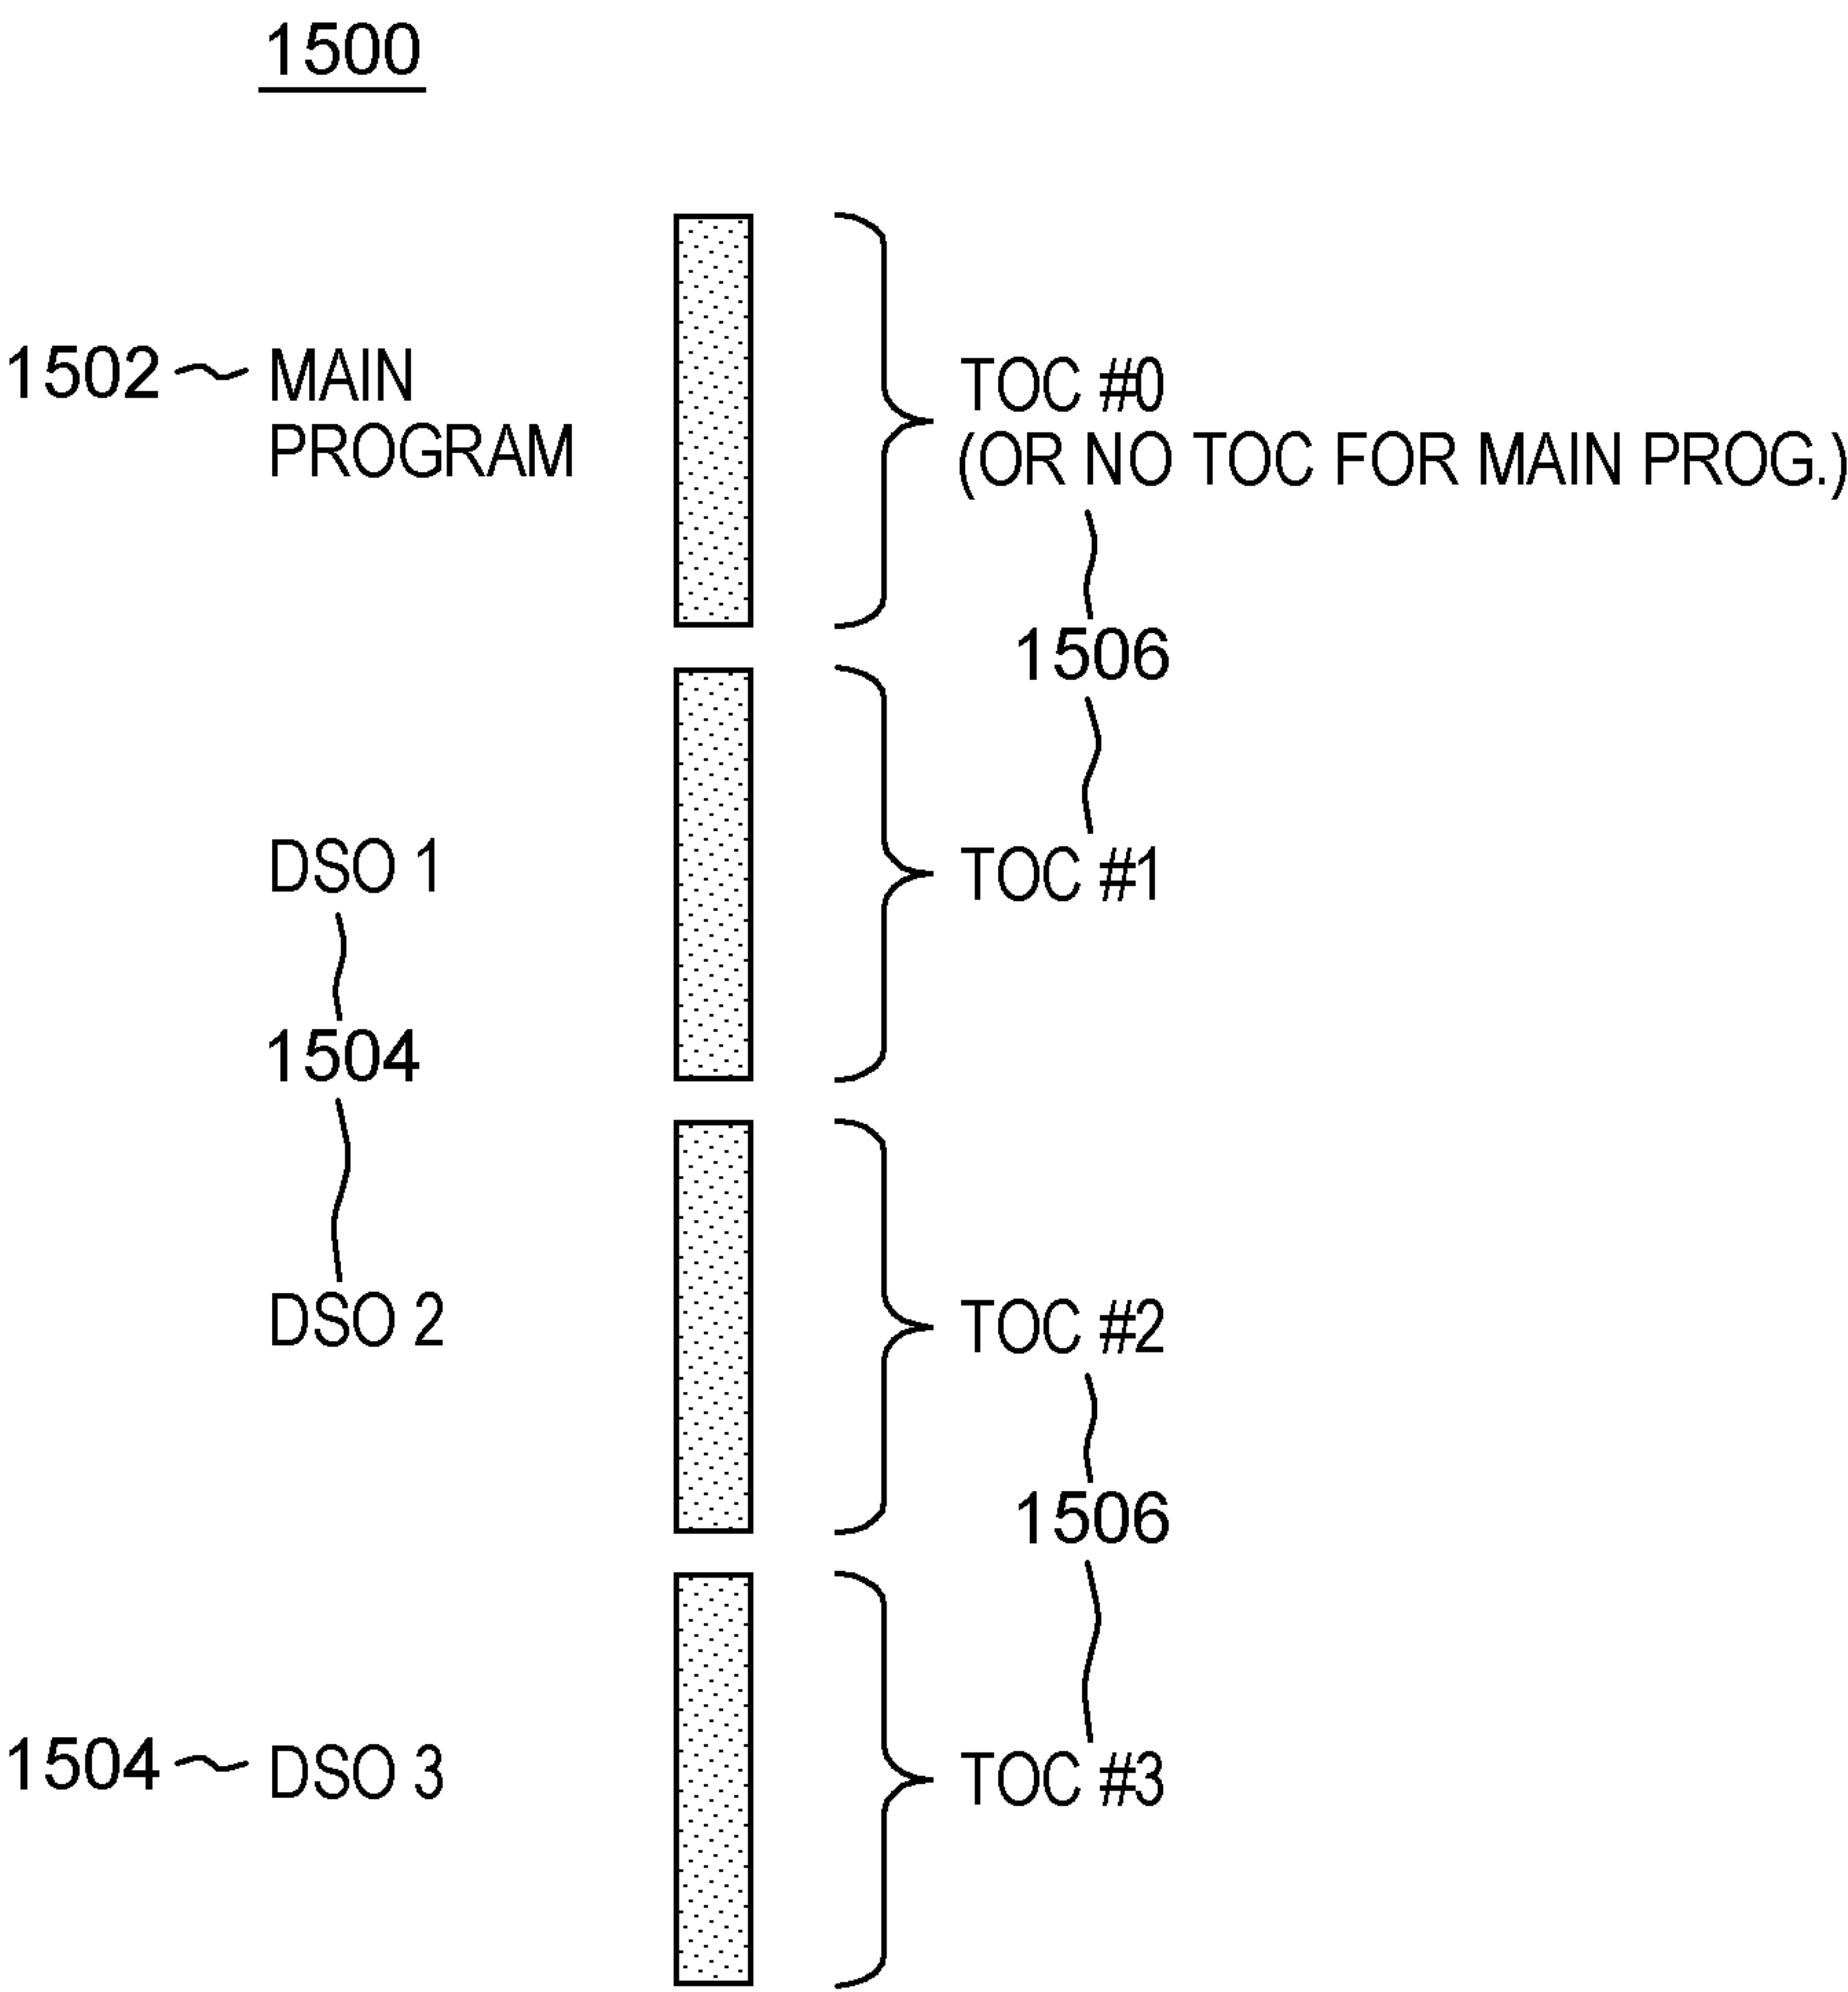 1500
1502 MAIN
PROGRAM
TOC #0
(OR NO TOC FOR MAIN PROG.)
1506
DSO 1
TOC #1
1504
DSO 2
TOC #2
1506
1504 DSO 3
TOC #3